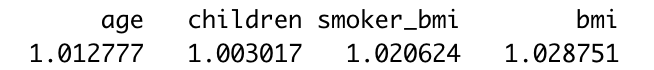 age children smoker_bmi bmi
1.012777 1.003017 1.020624 1.028751